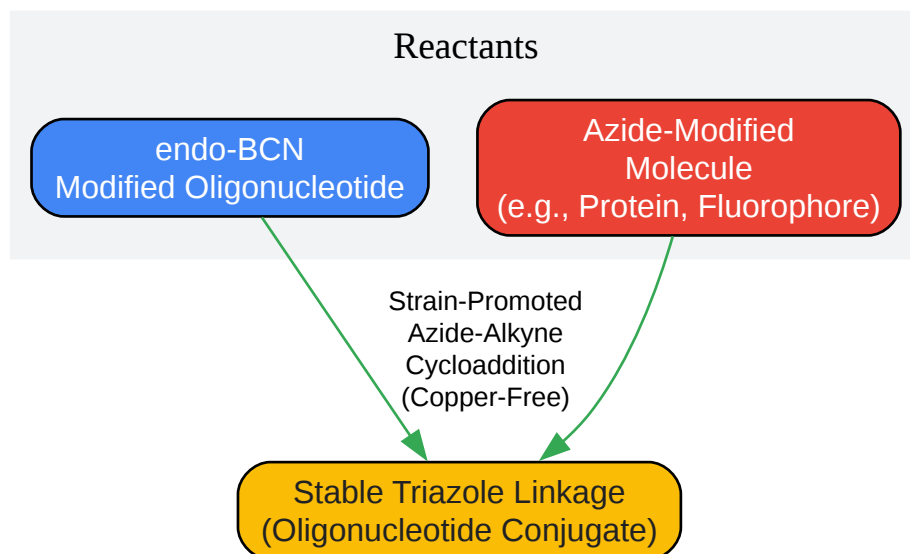 Reactants
endo-BCN
Modified Oligonucleotide
Azide-Modified
Molecule
(e.g., Protein, Fluorophore)
Strain-Promoted
Azide-Alkyne
Cycloaddition
(Copper-Free)
Stable Triazole Linkage
(Oligonucleotide Conjugate)